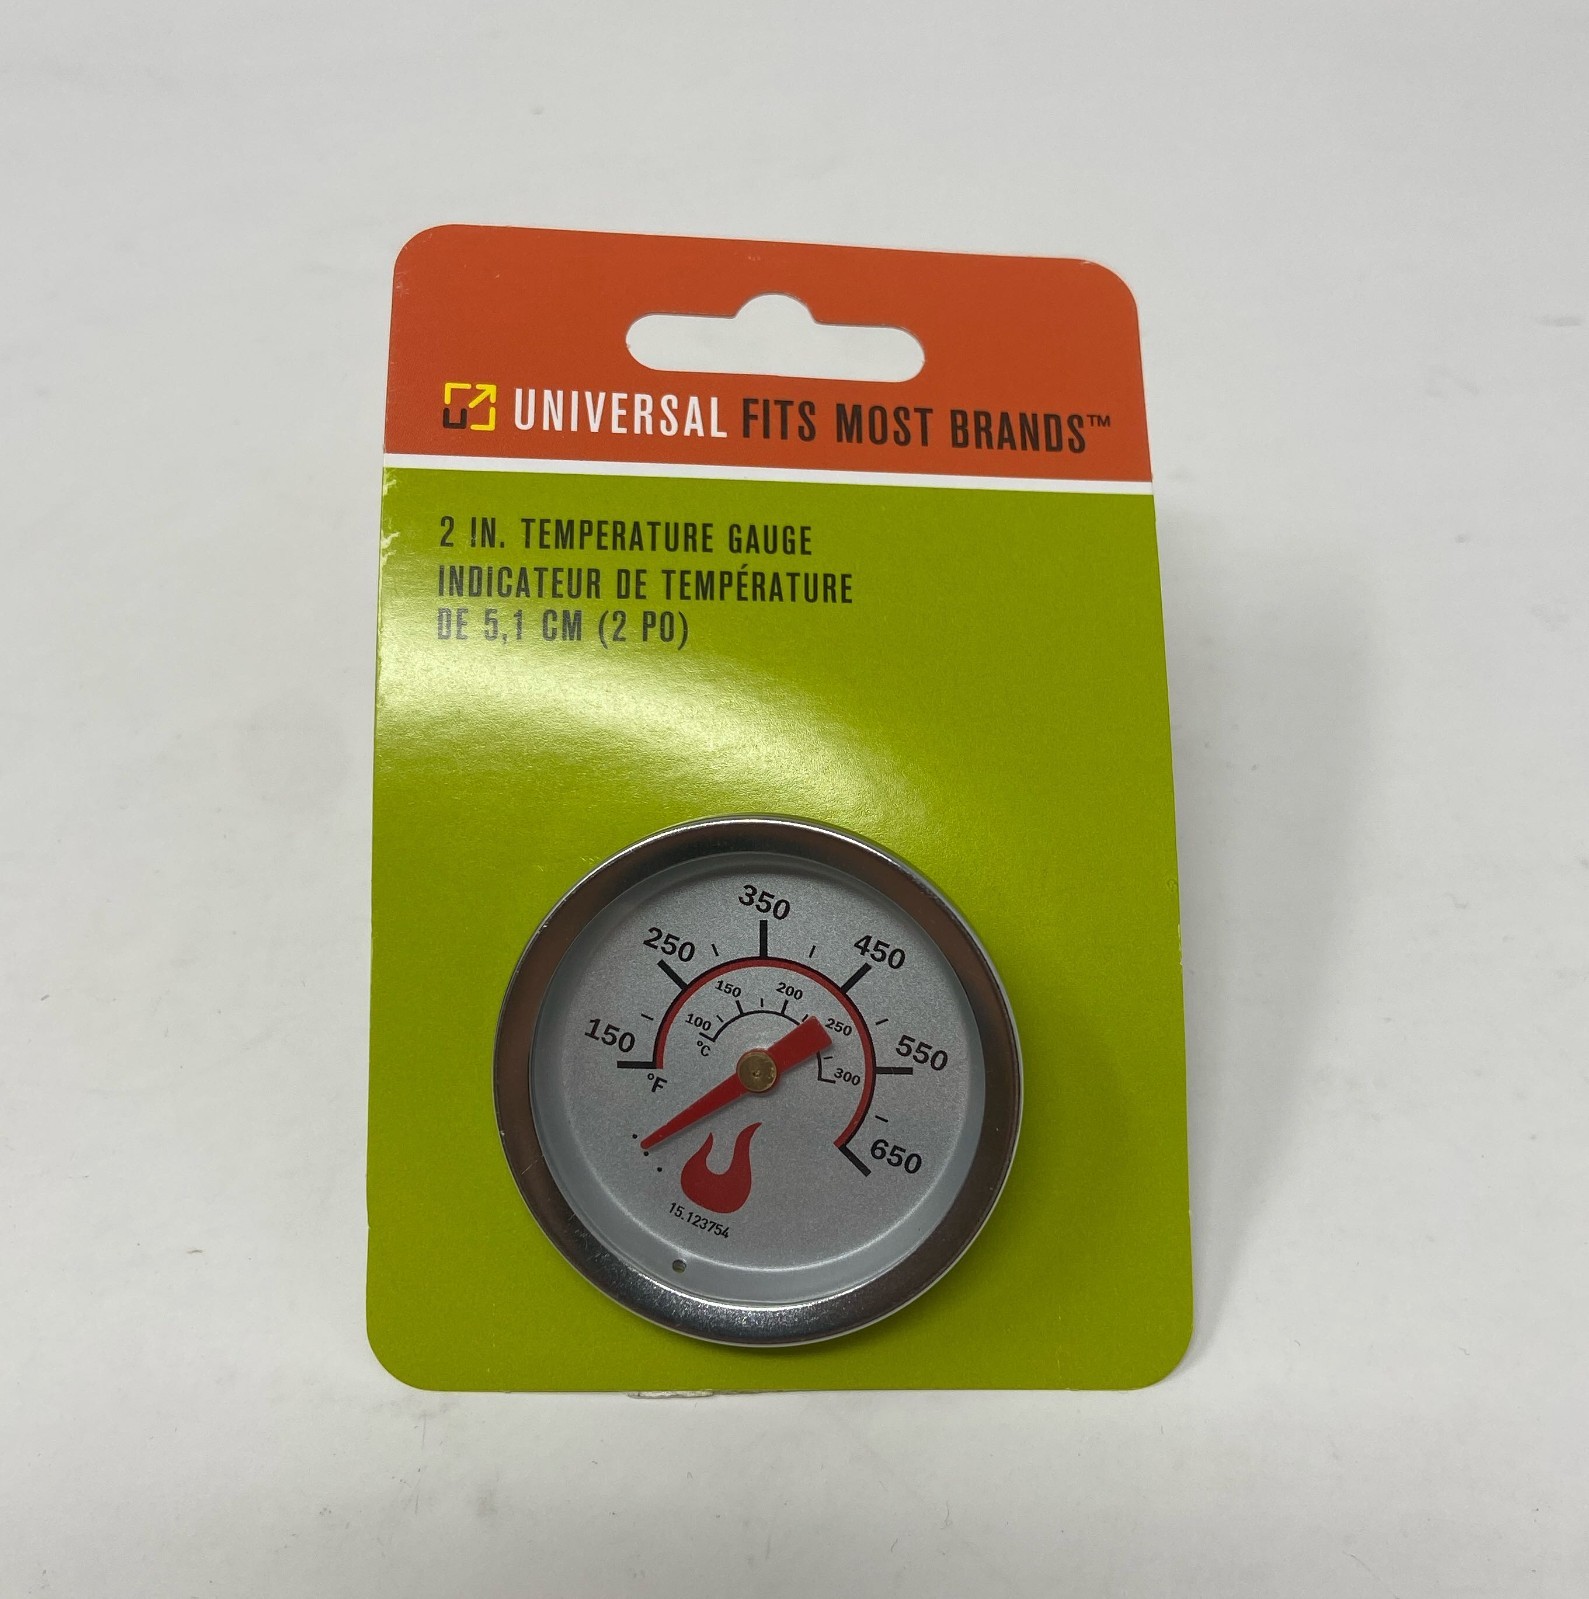 UNIVERSAL FITS MOST BRANDS™
2 IN. TEMPERATURE GAUGE
INDICATEUR DE TEMPÉRATURE
DE 5,1 CM (2 PO)
350
250
450
150
200
100
250
150
550
°C
°F
300
650
15.123754